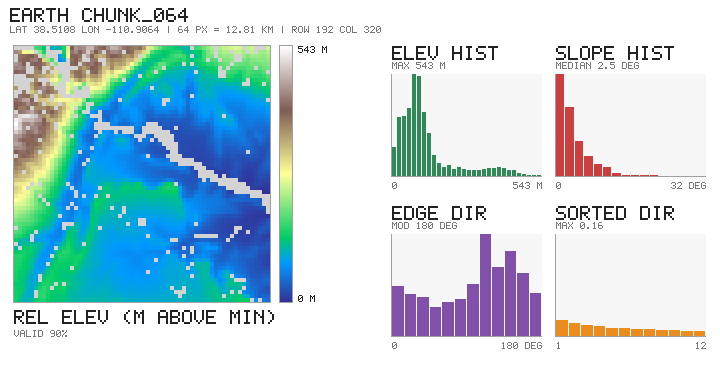 EARTH CHUNK_064
LAT 38.5108 LON -110.9064 | 64 PX = 12.81 KM | ROW 192 COL 320
543 M
0 M
REL ELEV (M ABOVE MIN)
VALID 90%
ELEV HIST
MAX 543 M
0
543 M
SLOPE HIST
MEDIAN 2.5 DEG
0
32 DEG
EDGE DIR
MOD 180 DEG
0
180 DEG
SORTED DIR
MAX 0.16
1
12